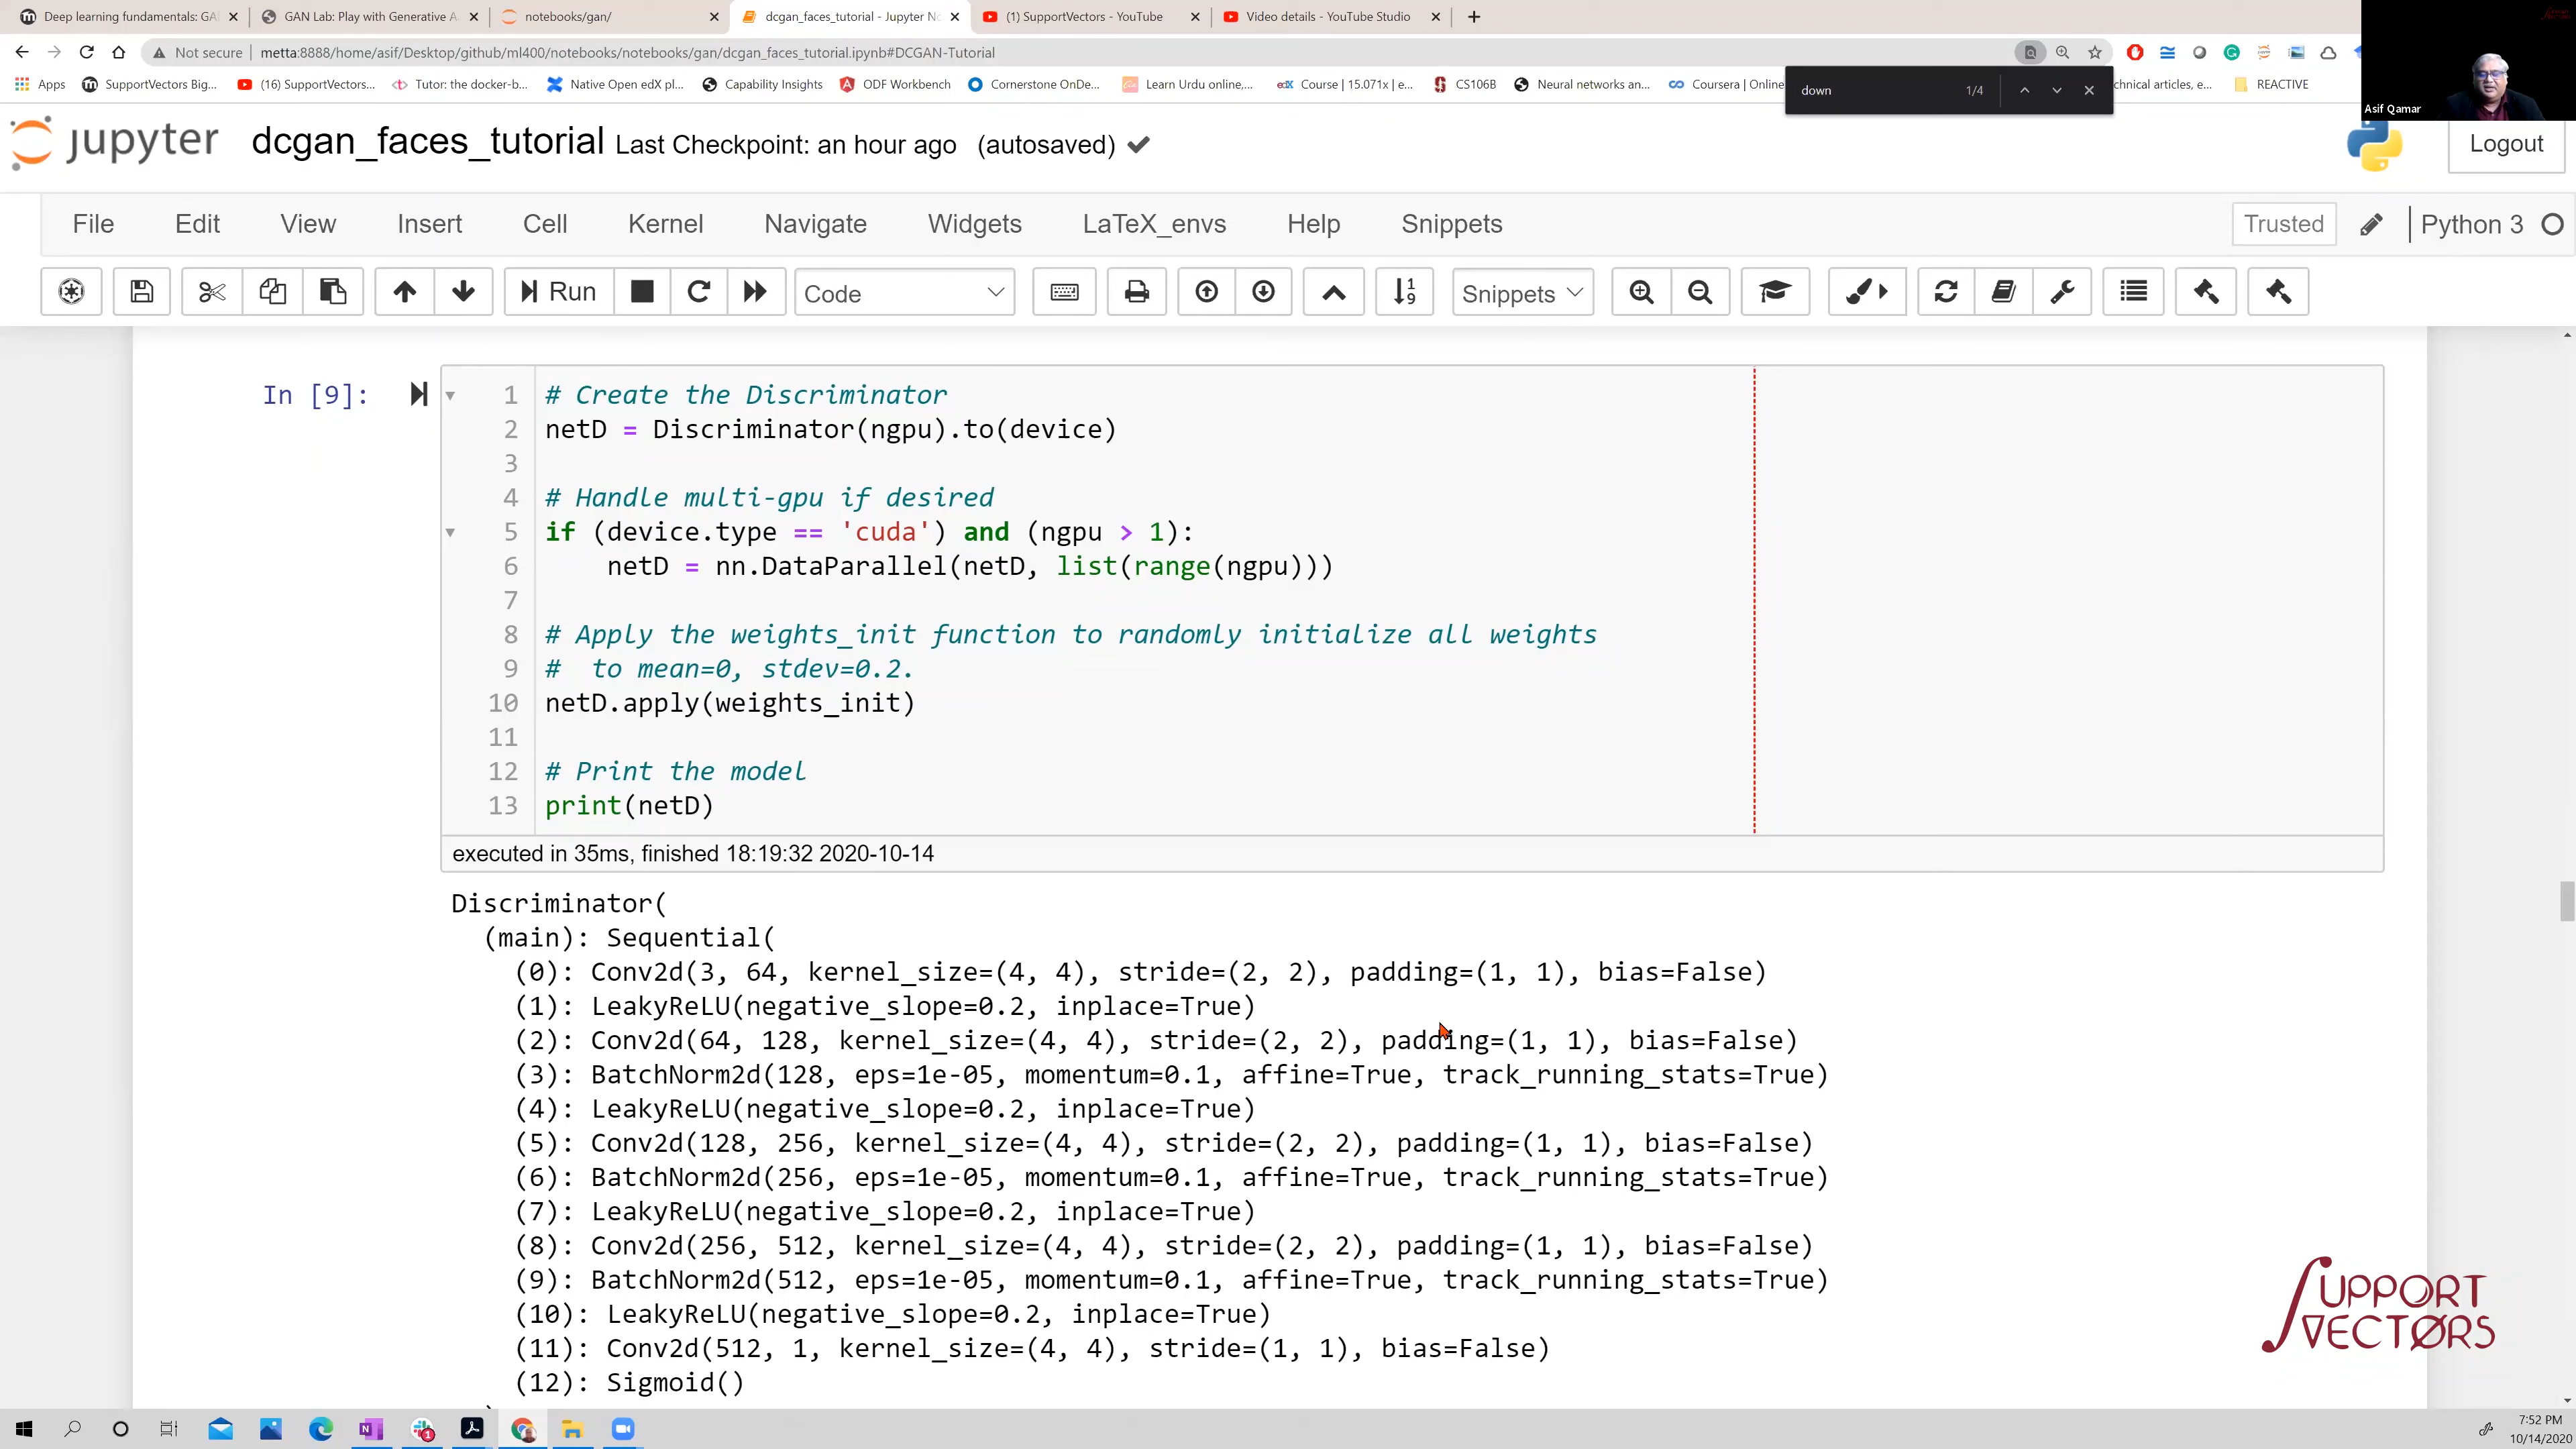 Deep learning fundamentals: GA
GAN Lab: Play with Generative A
notebooks/gan/
dcgan_faces_tutorial - Jupyter No
(1) SupportVectors - YouTube
Video details - YouTube Studio
Not secure | metta:8888/home/asif/Desktop/github/ml400/notebooks/notebooks/gan/dcgan_faces_tutorial.ipynb#DCGAN-Tutorial
Apps
SupportVectors Big...
(16) SupportVectors...
Tutor: the docker-b...
Native Open edX pl...
Capability Insights
ODF Workbench
Cornerstone OnDe...
Learn Urdu online,...
edX Course | 15.071x | e...
CS106B
Neural networks an...
Coursera | Online
down 1/4
chnical articles, e...
REACTIVE
Asif Qamar
jupyter dcgan_faces_tutorial Last Checkpoint: an hour ago (autosaved)
Logout
File Edit View Insert Cell Kernel Navigate Widgets LaTeX_envs Help Snippets
Trusted
Python 3
Run
Code
Snippets
In [9]:
1 # Create the Discriminator
2 netD = Discriminator(ngpu).to(device)
3
4 # Handle multi-gpu if desired
5 if (device.type == 'cuda') and (ngpu > 1):
6 netD = nn.DataParallel(netD, list(range(ngpu)))
7
8 # Apply the weights_init function to randomly initialize all weights
9 # to mean=0, stdev=0.2.
10 netD.apply(weights_init)
11
12 # Print the model
13 print(netD)
executed in 35ms, finished 18:19:32 2020-10-14
Discriminator(
(main): Sequential(
(0): Conv2d(3, 64, kernel_size=(4, 4), stride=(2, 2), padding=(1, 1), bias=False)
(1): LeakyReLU(negative_slope=0.2, inplace=True)
(2): Conv2d(64, 128, kernel_size=(4, 4), stride=(2, 2), padding=(1, 1), bias=False)
(3): BatchNorm2d(128, eps=1e-05, momentum=0.1, affine=True, track_running_stats=True)
(4): LeakyReLU(negative_slope=0.2, inplace=True)
(5): Conv2d(128, 256, kernel_size=(4, 4), stride=(2, 2), padding=(1, 1), bias=False)
(6): BatchNorm2d(256, eps=1e-05, momentum=0.1, affine=True, track_running_stats=True)
(7): LeakyReLU(negative_slope=0.2, inplace=True)
(8): Conv2d(256, 512, kernel_size=(4, 4), stride=(2, 2), padding=(1, 1), bias=False)
(9): BatchNorm2d(512, eps=1e-05, momentum=0.1, affine=True, track_running_stats=True)
(10): LeakyReLU(negative_slope=0.2, inplace=True)
(11): Conv2d(512, 1, kernel_size=(4, 4), stride=(1, 1), bias=False)
(12): Sigmoid()
SUPPORT
VECTORS
7:52 PM
10/14/2020